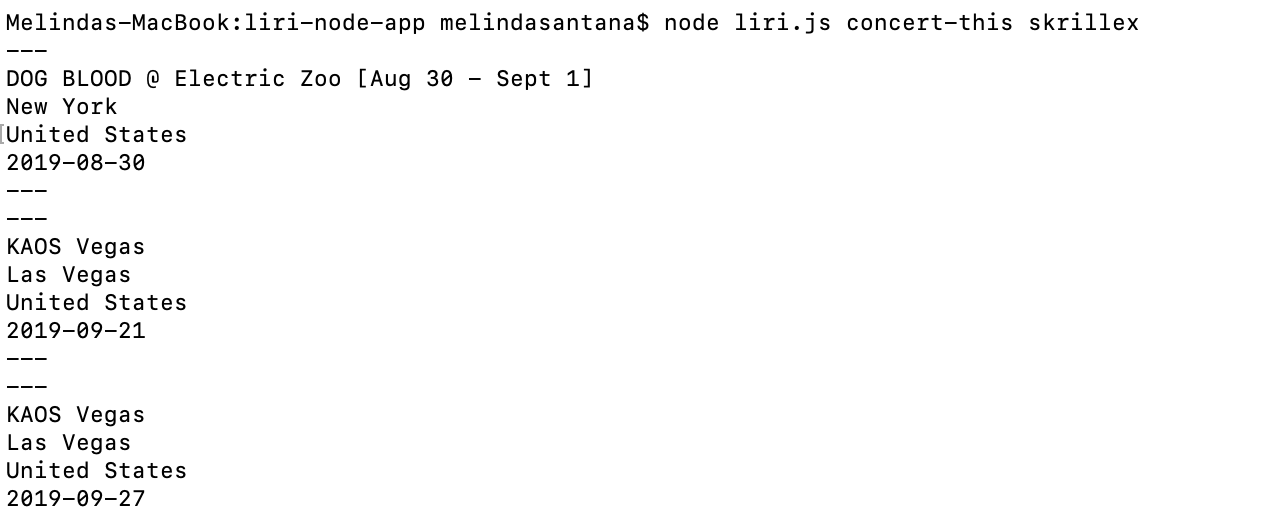 Melindas-MacBook:liri-node-app melindasantana$ node liri.js concert-this skrillex
---
DOG BLOOD @ Electric Zoo [Aug 30 - Sept 1]
New York
[United States
2019-08-30
---
---
KAOS Vegas
Las Vegas
United States
2019-09-21
---
---
KAOS Vegas
Las Vegas
United States
2019-09-27